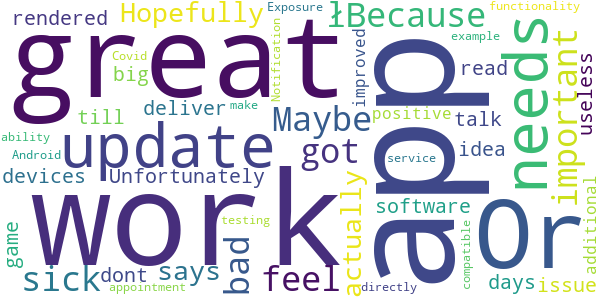 rendered
Hopefully
Exposure
łBecause
functionality
great
Covid
big
Notification
improved
example
needs
important
useless
read
till
deliver
make
Maybe
positive
talk
app
ability
Android
update
got
service
idea
devices
Unfortunately
work
Or
software
actually
additional
game
sick
dont
says
bad
testing
feel
appointment
directly
compatible
days
issue